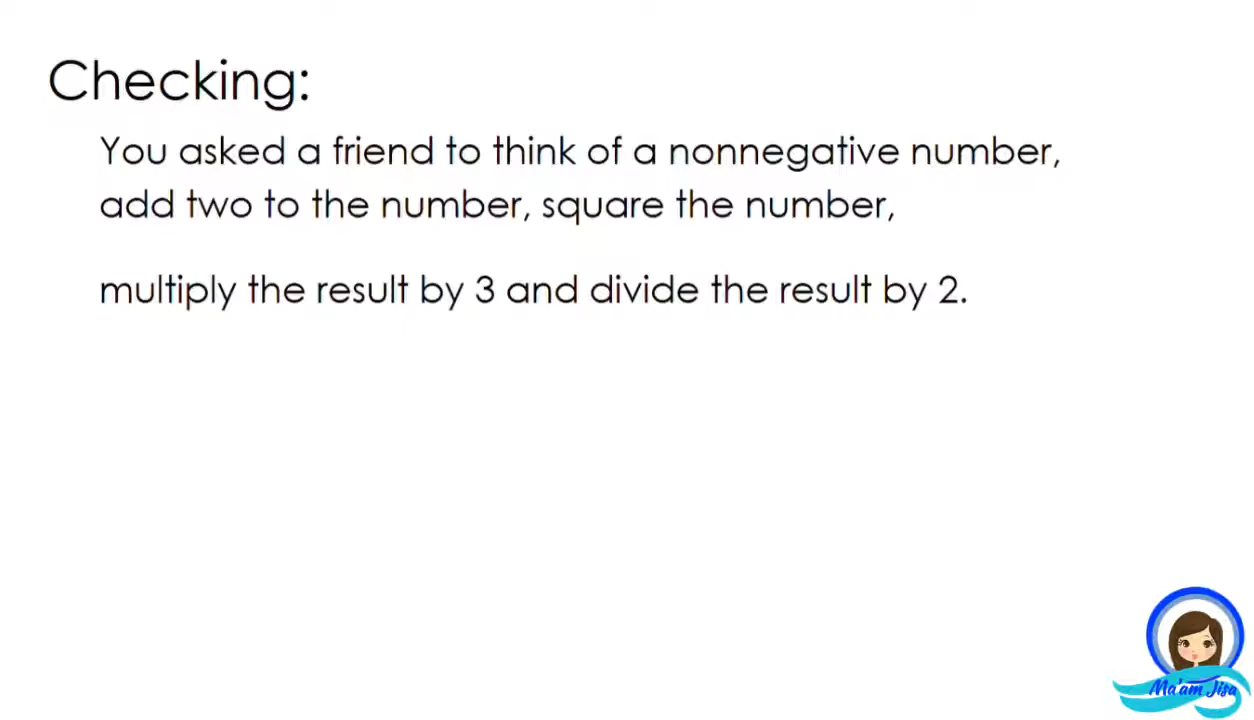 Checking:
You asked a friend to think of a nonnegative number,
add two to the number, square the number,
multiply the result by 3 and divide the result by 2.
Ma'am Jisa